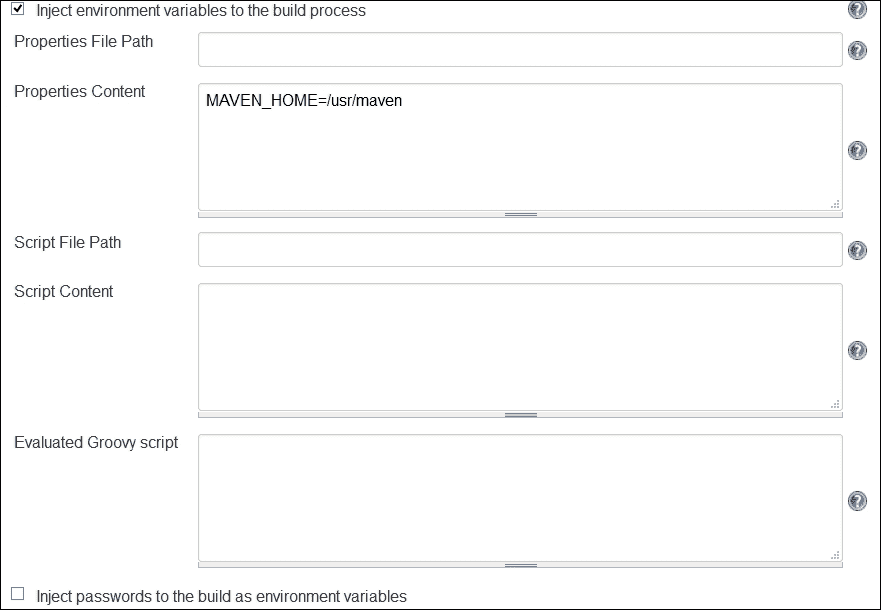 Inject environment variables to the build process
Properties File Path
Properties Content
MAVEN_HOME=/usr/maven
Script File Path
Script Content
Evaluated Groovy script
Inject passwords to the build as environment variables